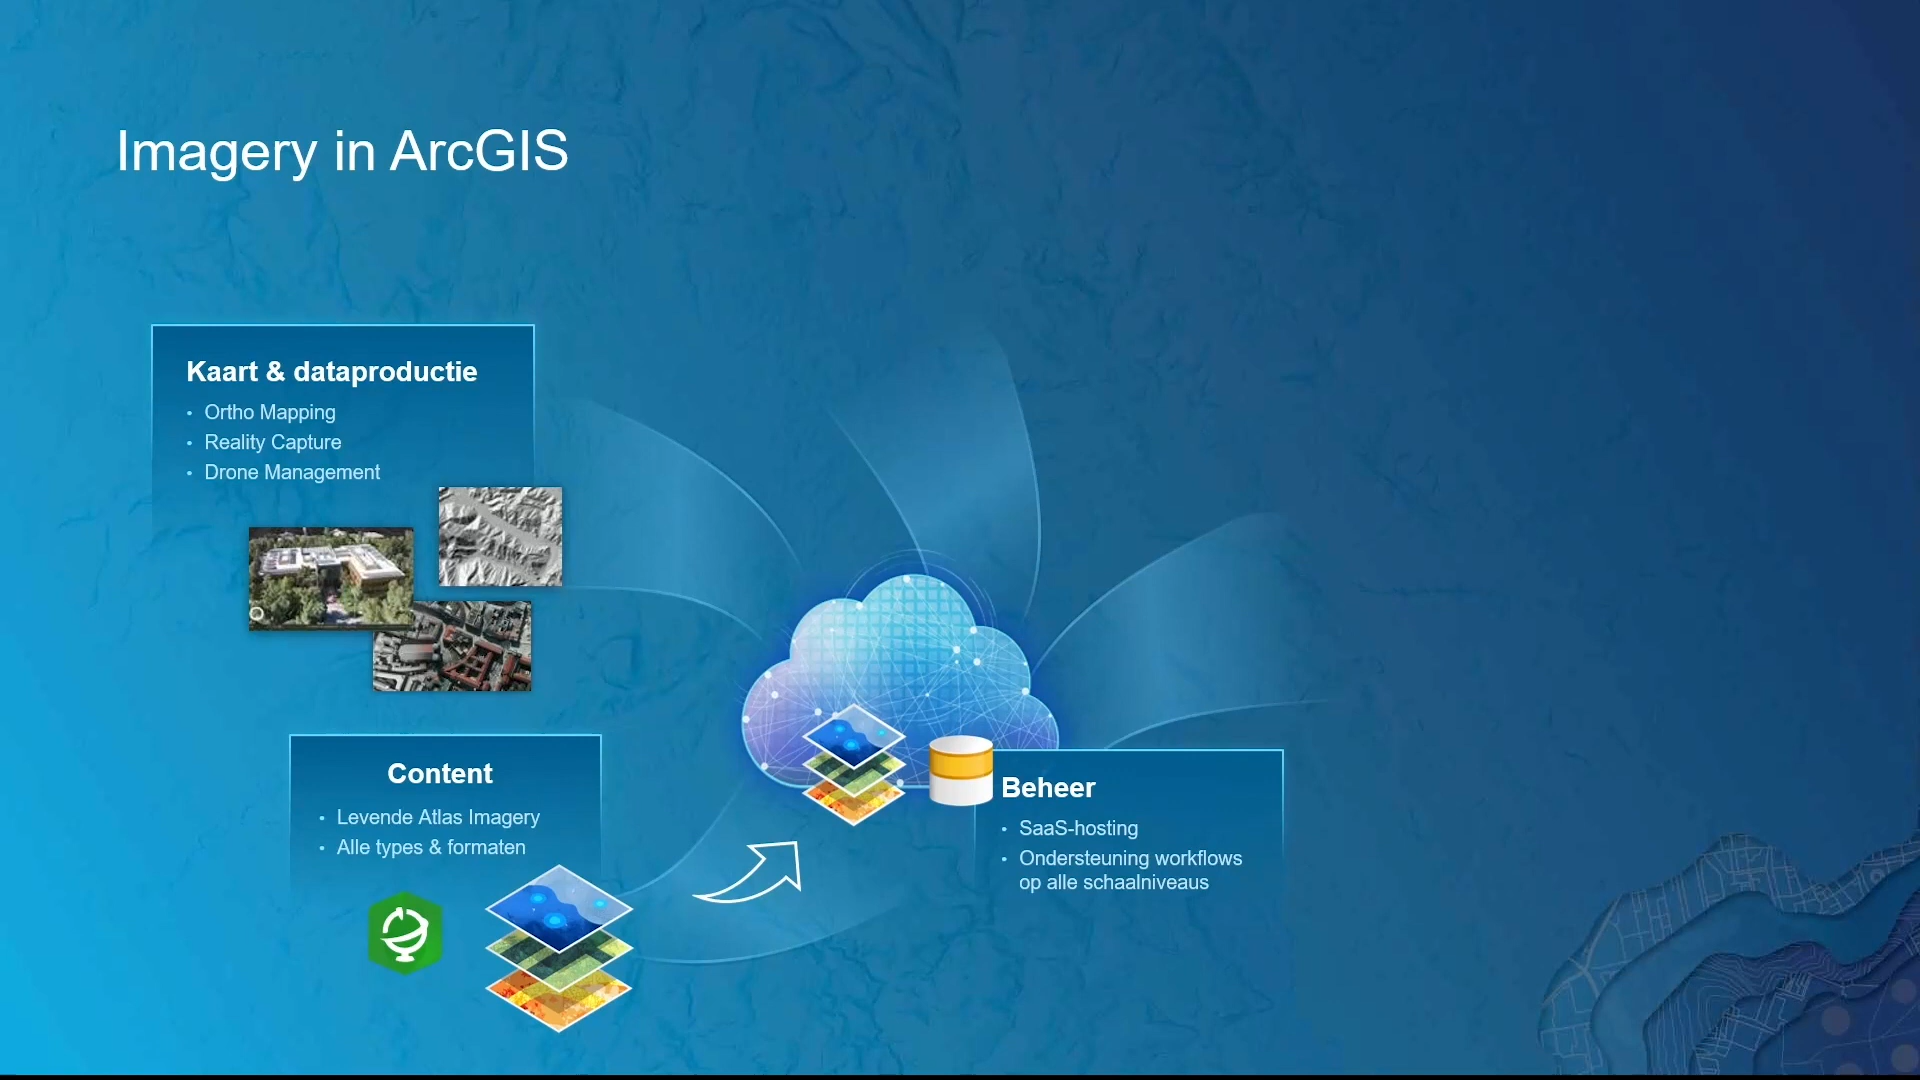 Imagery in ArcGIS
Kaart & dataproductie
• Ortho Mapping
• Reality Capture
• Drone Management
Content
• Levende Atlas Imagery
• Alle types & formaten
Beheer
• SaaS-hosting
• Ondersteuning workflows
op alle schaalniveaus